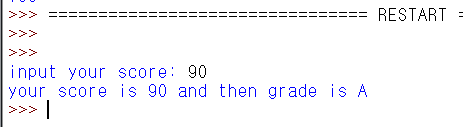 >>> ================================ RESTART =
>>>
>>>
input your score: 90
your score is 90 and then grade is A
>>>